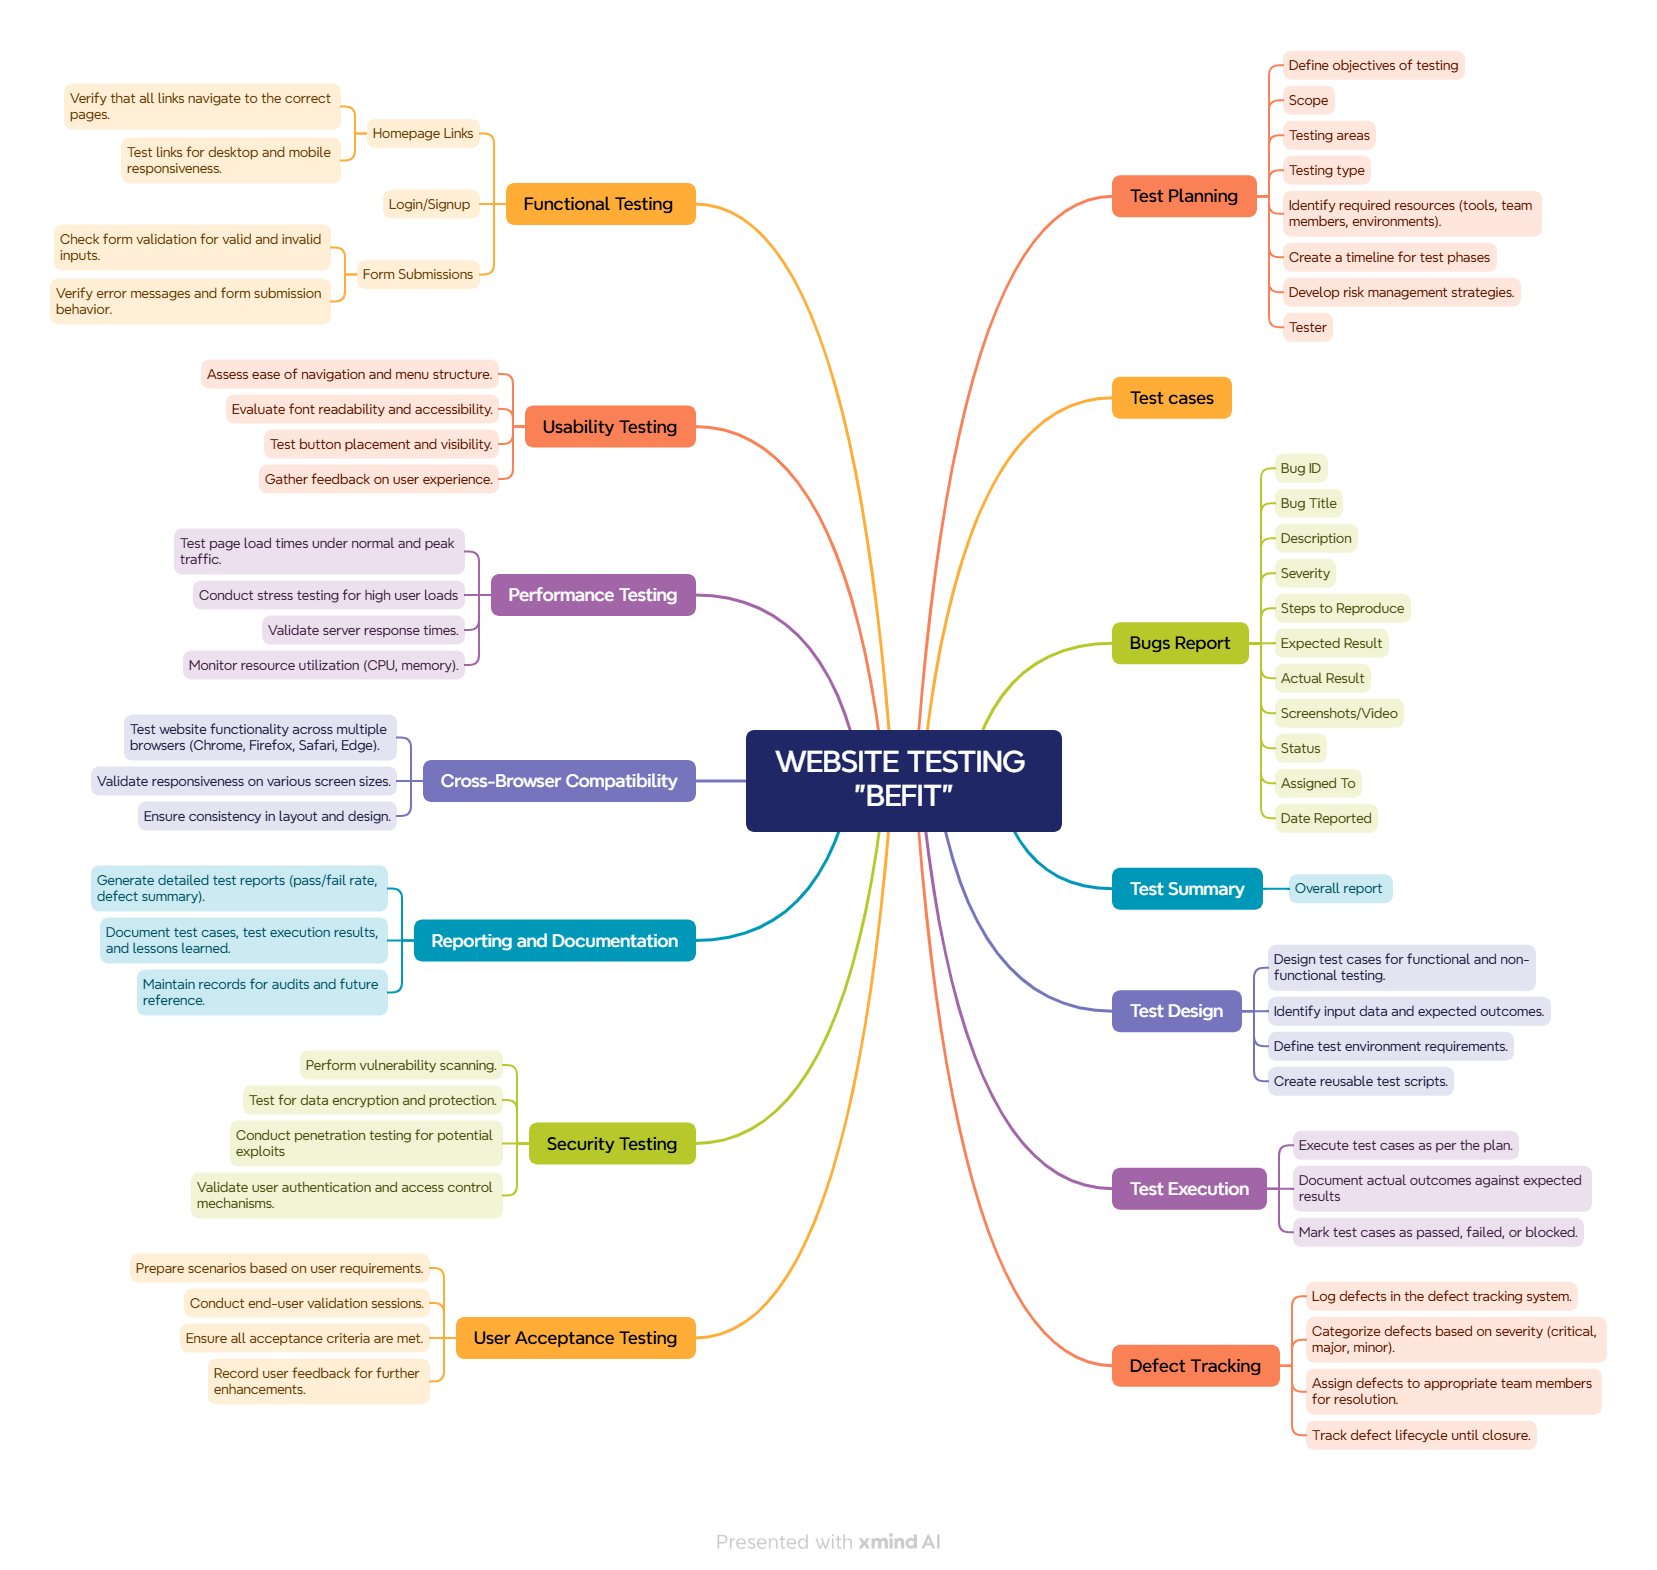 WEBSITE TESTING
"BEFIT"
Test Planning
Define objectives of testing
Scope
Testing areas
Testing type
Identify required resources (tools, team
members, environments).
Create a timeline for test phases
Develop risk management strategies.
Tester
Test cases
Bugs Report
Bug ID
Bug Title
Description
Severity
Steps to Reproduce
Expected Result
Actual Result
Screenshots/Video
Status
Assigned To
Date Reported
Test Summary
Overall report
Test Design
Design test cases for functional and non-
functional testing.
Identify input data and expected outcomes.
Define test environment requirements.
Create reusable test scripts.
Test Execution
Execute test cases as per the plan.
Document actual outcomes against expected
results
Mark test cases as passed, failed, or blocked.
Defect Tracking
Log defects in the defect tracking system.
Categorize defects based on severity (critical,
major, minor).
Assign defects to appropriate team members
for resolution.
Track defect lifecycle until closure.
Functional Testing
Homepage Links
Verify that all links navigate to the correct
pages.
Test links for desktop and mobile
responsiveness.
Login/Signup
Form Submissions
Check form validation for valid and invalid
inputs.
Verify error messages and form submission
behavior.
Usability Testing
Assess ease of navigation and menu structure.
Evaluate font readability and accessibility.
Test button placement and visibility.
Gather feedback on user experience.
Performance Testing
Test page load times under normal and peak
traffic.
Conduct stress testing for high user loads
Validate server response times.
Monitor resource utilization (CPU, memory).
Cross-Browser Compatibility
Test website functionality across multiple
browsers (Chrome, Firefox, Safari, Edge).
Validate responsiveness on various screen sizes.
Ensure consistency in layout and design.
Reporting and Documentation
Generate detailed test reports (pass/fail rate,
defect summary).
Document test cases, test execution results,
and lessons learned.
Maintain records for audits and future
reference.
Security Testing
Perform vulnerability scanning.
Test for data encryption and protection.
Conduct penetration testing for potential
exploits
Validate user authentication and access control
mechanisms.
User Acceptance Testing
Prepare scenarios based on user requirements.
Conduct end-user validation sessions.
Ensure all acceptance criteria are met.
Record user feedback for further
enhancements.
Presented with xmind AI